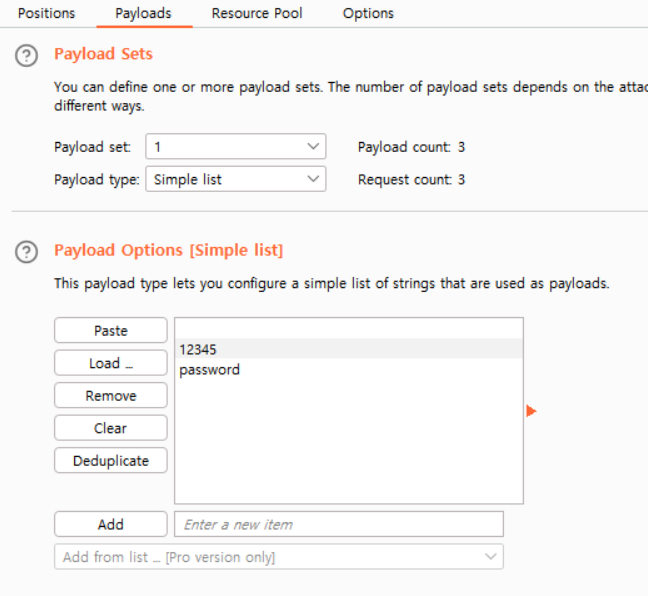 Positions Payloads Resource Pool Options
Payload Sets
You can define one or more payload sets. The number of payload sets depends on the
different ways.
Payload set: 1 Payload count: 3
Payload type: Simple list Request count: 3
Payload Options [Simple list]
This payload type lets you configure a simple list of strings that are used as payloads.
Paste
12345
Load ...
password
Remove
Clear
Deduplicate
Add Enter a new item
Add from list ... [Pro version only]